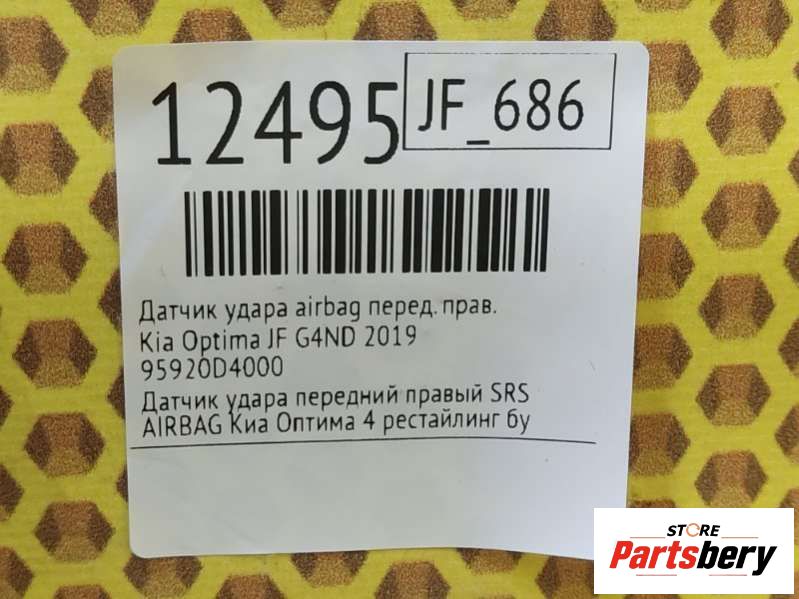 12495
JF_686
Датчик удара airbag перед. прав.
Kia Optima JF G4ND 2019
95920D4000
Датчик удара передний правый SRS
AIRBAG Киа Оптима 4 рестайлинг бу
STORE
Partsbery